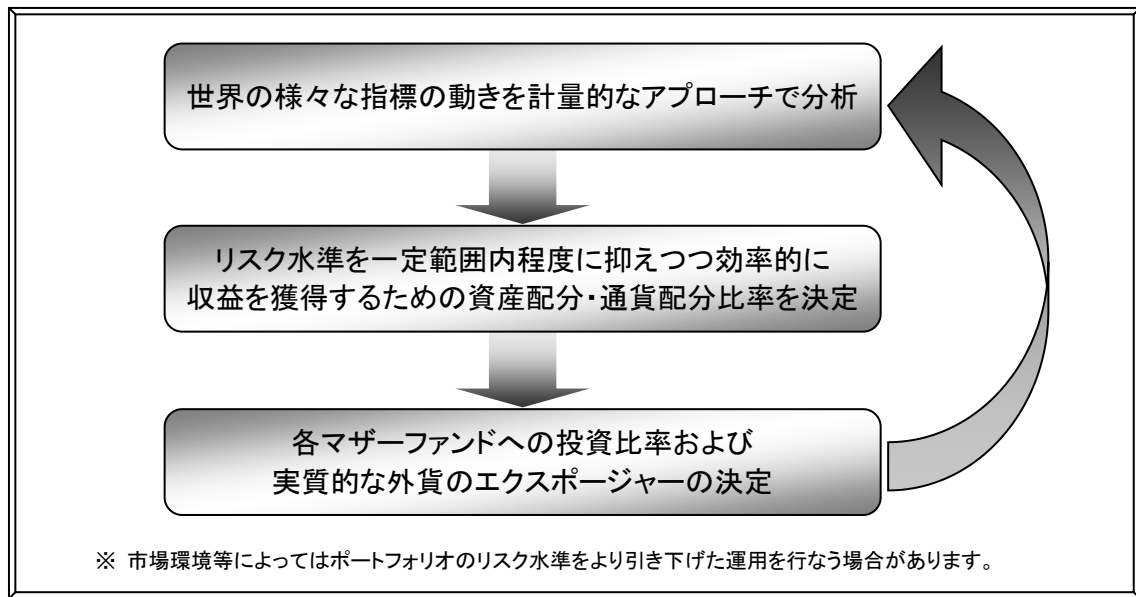 世界の様々な指標の動きを計量的なアプローチで分析
リスク水準を一定範囲内程度に抑えつつ効率的に
収益を獲得するための資産配分・通貨配分比率を決定
各マザーファンドへの投資比率および
実質的な外貨のエクスポージャーの決定
※ 市場環境等によってはポートフォリオのリスク水準をより引き下げた運用を行なう場合があります。